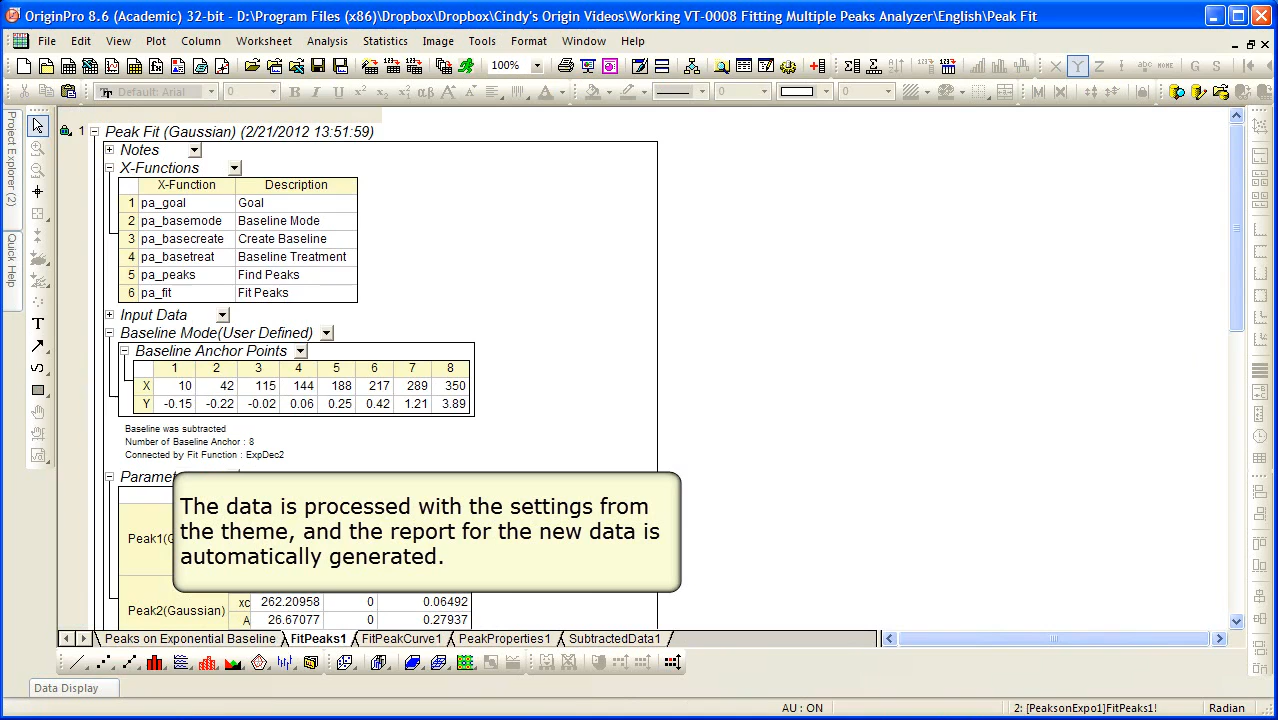 OriginPro 8.6 (Academic) 32-bit - D:\Program Files (x86)\Dropbox\Dropbox\Cindy's Origin Videos\Working VT-0008 Fitting Multiple Peaks Analyzer\English\Peak Fit
File Edit View Plot Column Worksheet Analysis Statistics Image Tools Format Window Help
100%
Default: Arial 0 B I U 0 0
Project Explorer (2)
Quick Help
1 Peak Fit (Gaussian) (2/21/2012 13:51:59)
Notes
X-Functions
X-Function Description
1 pa_goal Goal
2 pa_basemode Baseline Mode
3 pa_basecreate Create Baseline
4 pa_basetreat Baseline Treatment
5 pa_peaks Find Peaks
6 pa_fit Fit Peaks
Input Data
Baseline Mode(User Defined)
Baseline Anchor Points
1 2 3 4 5 6 7 8
X 10 42 115 144 188 217 289 350
Y -0.15 -0.22 -0.02 0.06 0.25 0.42 1.21 3.89
Baseline was subtracted
Number of Baseline Anchor : 8
Connected by Fit Function : ExpDec2
Parame
The data is processed with the settings from
the theme, and the report for the new data is
automatically generated.
Peak1(G
Peak2(Gaussian)
xc 262.20958 0 0.06492
A 26.67077 0 0.27937
Peaks on Exponential Baseline FitPeaks1 FitPeakCurve1 PeakProperties1 SubtractedData1
Data Display
AU : ON 2: [PeaksonExpo1]FitPeaks1! Radian